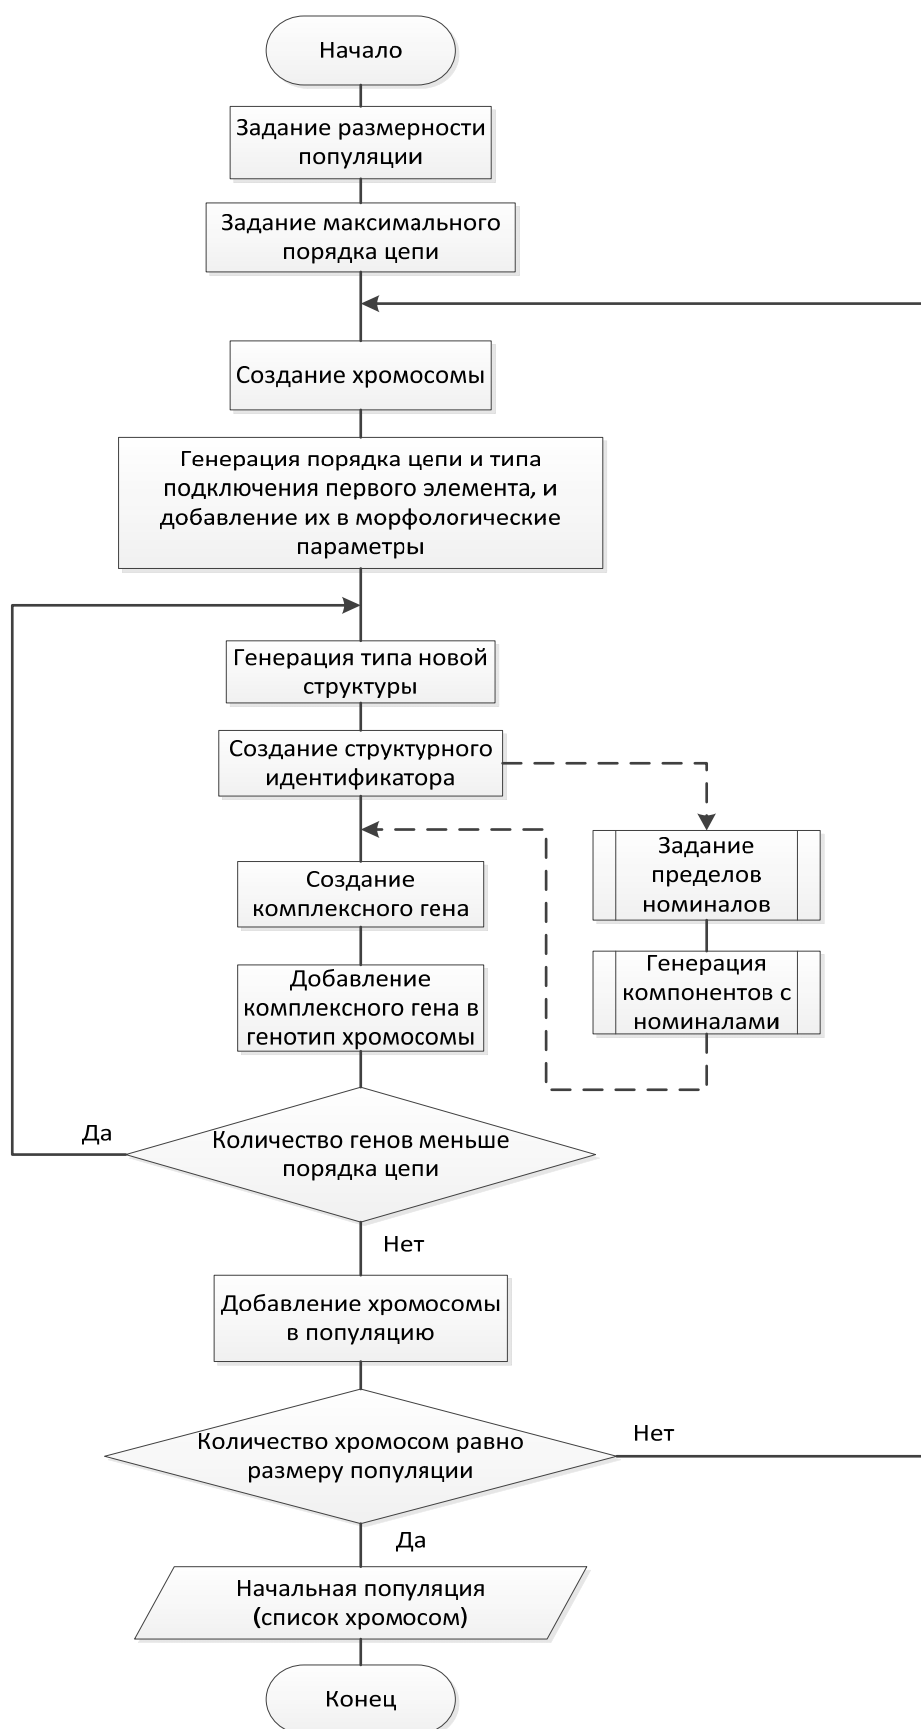 Начало
Задание размерности
популяции
Задание максимального
порядка цепи
Создание хромосомы
Генерация порядка цепи и типа
подключения первого элемента, и
добавление их в морфологические
параметры
Генерация типа новой
структуры
Создание структурного
идентификатора
Задание
пределов
номиналов
Создание
комплексного гена
Генерация
компонентов с
номиналами
Добавление
комплексного гена в
генотип хромосомы
Да
Количество генов меньше
порядка цепи
Нет
Добавление хромосомы
в популяцию
Количество хромосом равно
размеру популяции
Нет
Да
Начальная популяция
(список хромосом)
Конец